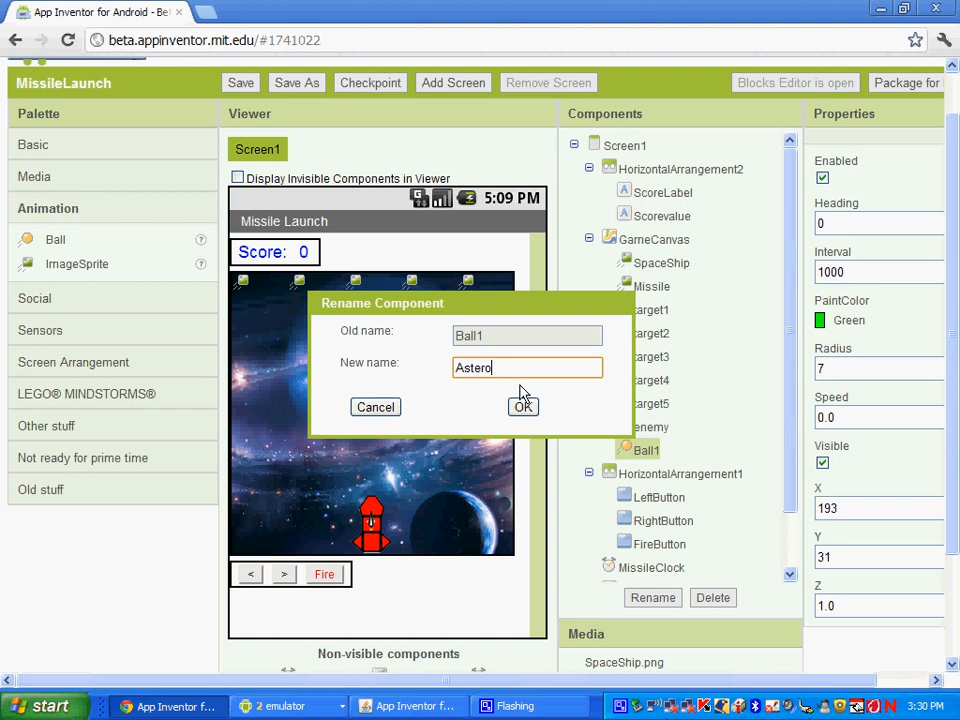 App Inventor for Android - Be
beta.appinventor.mit.edu/#1741022
MissileLaunch
Save
Save As
Checkpoint
Add Screen
Remove Screen
Blocks Editor is open
Package for
Palette
Viewer
Components
Properties
Basic
Media
Animation
Ball
ImageSprite
Social
Sensors
Screen Arrangement
LEGO® MINDSTORMS®
Other stuff
Not ready for prime time
Old stuff
Screen1
Display Invisible Components in Viewer
5:09 PM
Missile Launch
Score: 0
Rename Component
Old name:
Ball1
New name:
Astero
Cancel
OK
<
>
Fire
Non-visible components
Screen1
HorizontalArrangement2
ScoreLabel
Scorevalue
GameCanvas
SpaceShip
Missile
arget1
arget2
arget3
arget4
arget5
enemy
Ball1
HorizontalArrangement1
LeftButton
RightButton
FireButton
MissileClock
Rename
Delete
Media
SpaceShip.png
Enabled
Heading
0
Interval
1000
PaintColor
Green
Radius
7
Speed
0.0
Visible
X
193
Y
31
Z
1.0
start
App Inventor f...
2 emulator
App Inventor f...
Flashing
3:30 PM